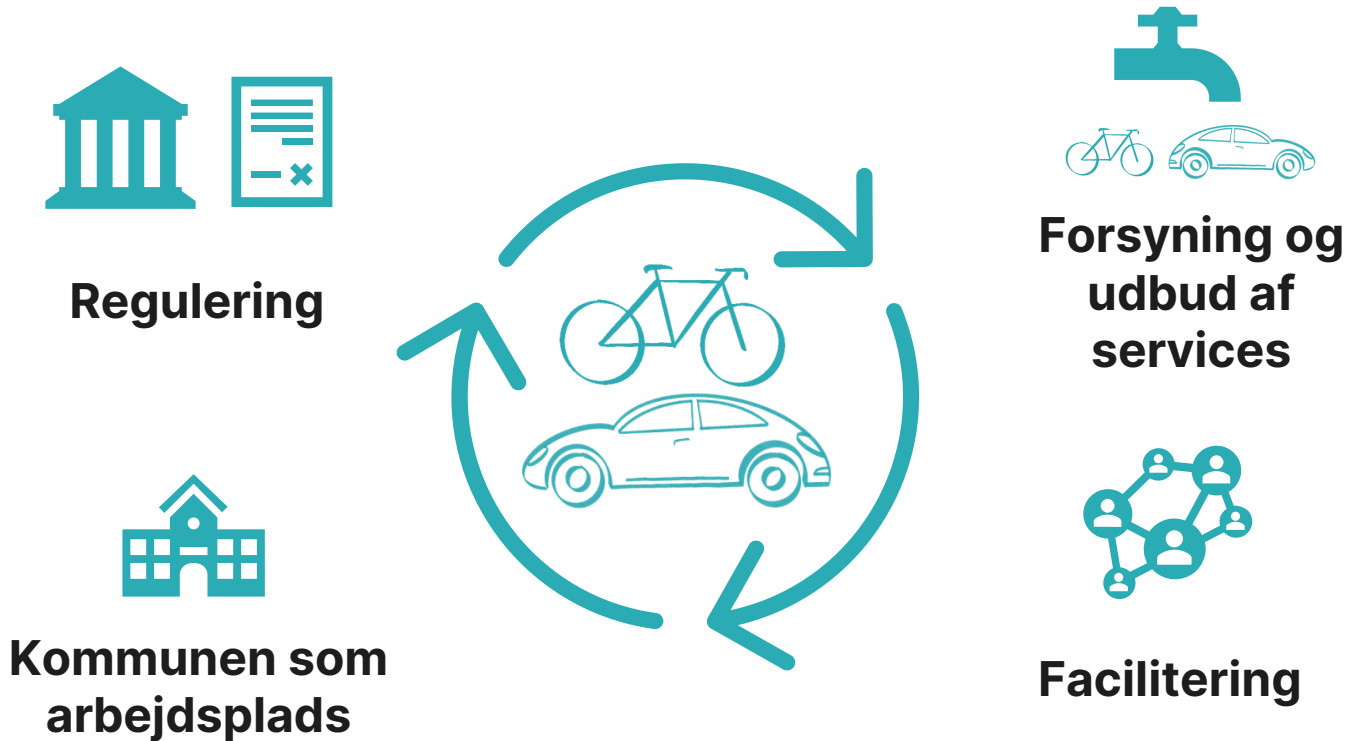 Regulering
Forsyning og
udbud af
services
Kommunen som
arbejdsplads
Facilitering